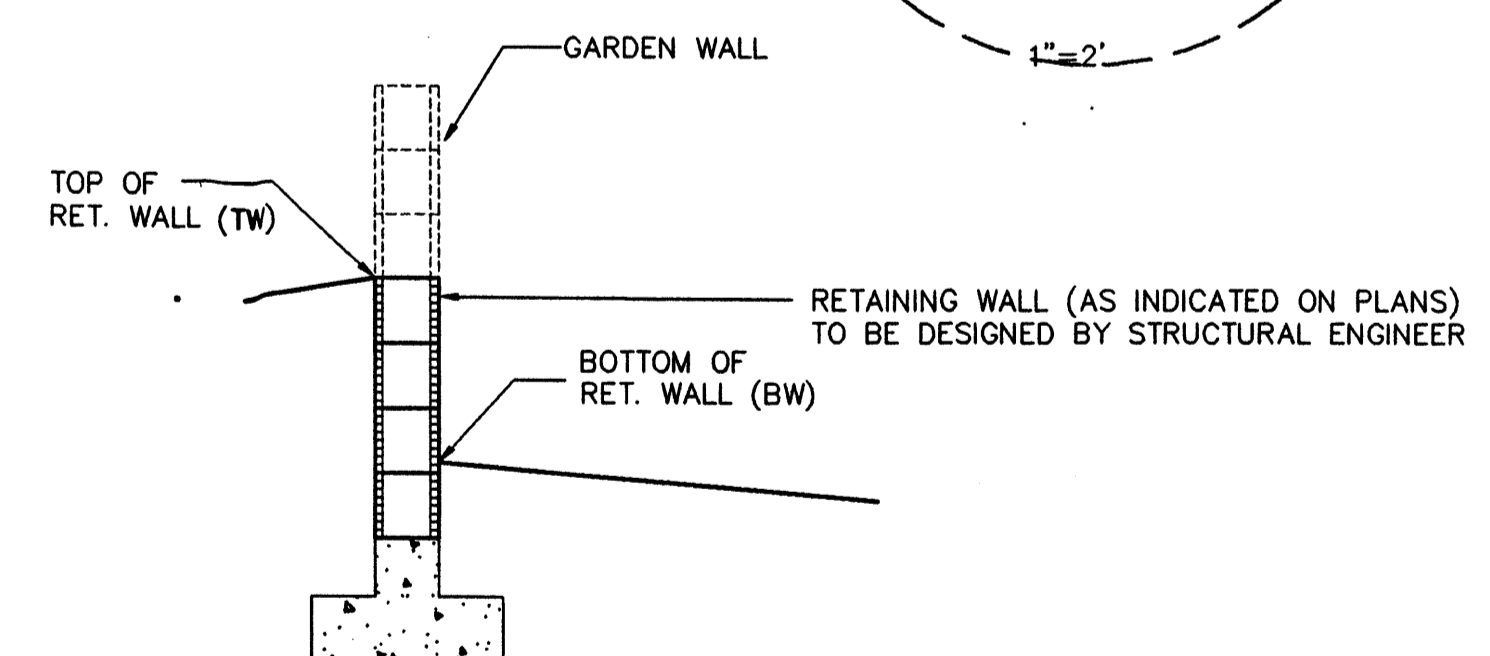 GARDEN WALL
1"=2'
TOP OF
RET. WALL (TW)
RETAINING WALL (AS INDICATED ON PLANS)
TO BE DESIGNED BY STRUCTURAL ENGINEER
BOTTOM OF
RET. WALL (BW)